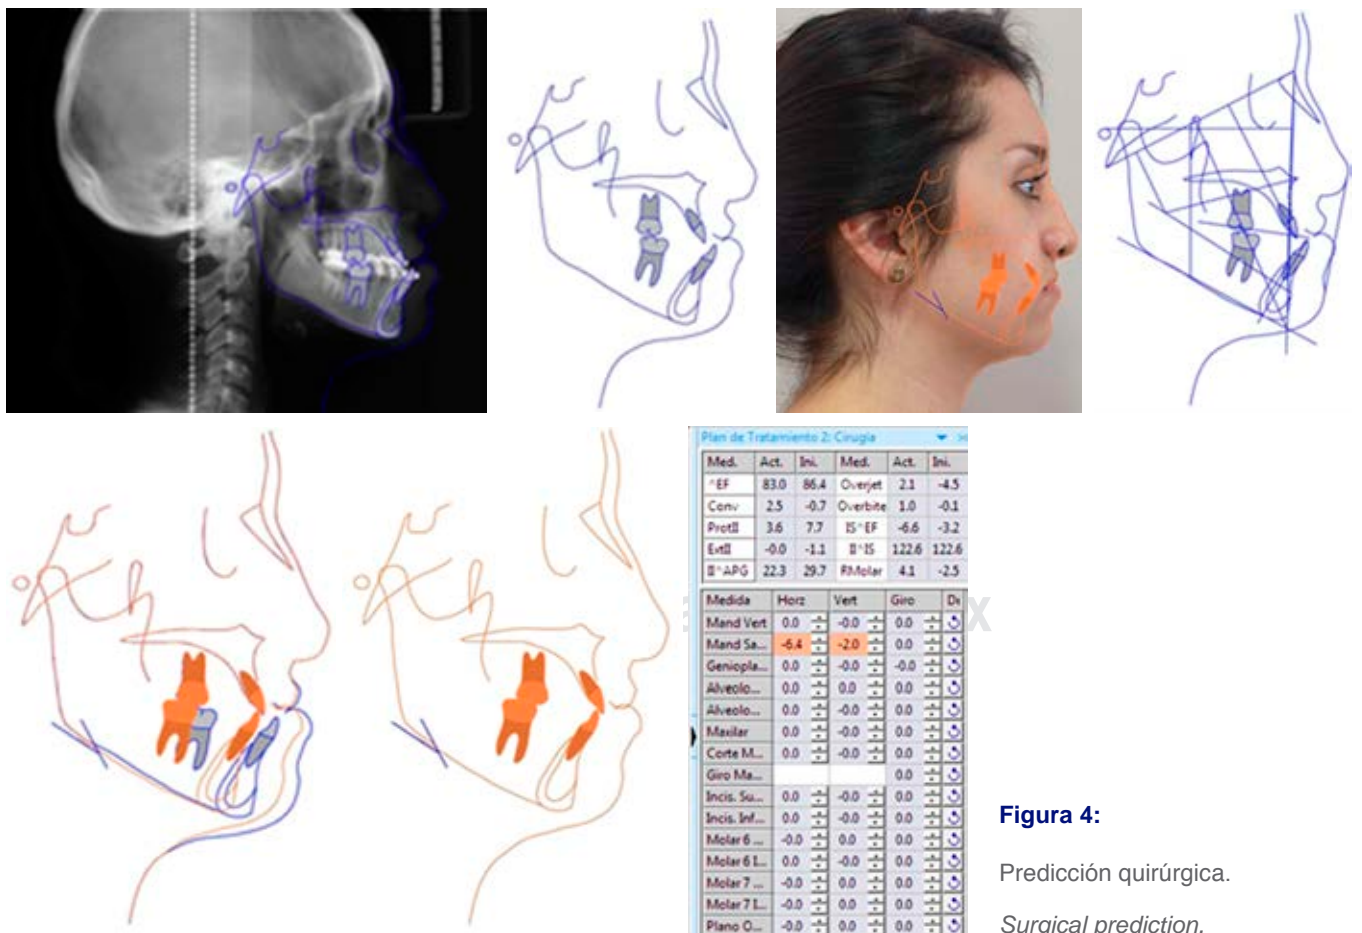 Plan de Tratamiento 2: Cirugía
Med. Act. Ini. Med. Act. Ini.
^EF 83.0 86.4 Overjet 2.1 -4.5
Conv 2.5 -0.7 Overbite 1.0 -0.1
ProtII 3.6 7.7 IS^EF -6.6 -3.2
ExtII -0.0 -1.1 II^IS 122.6 122.6
II^APG 22.3 29.7 RMolar 4.1 -2.5
Medida Horz Vert Giro De
Mand Vert 0.0 -0.0 0.0
Mand Sa... -6.4 -2.0 0.0
Geniopla... 0.0 -0.0 -0.0
Alveolo... 0.0 0.0 0.0
Alveolo... 0.0 -0.0 0.0
Maxilar 0.0 -0.0 0.0
Corte M... 0.0 -0.0 0.0
Giro Ma... 0.0
Incis. Su... 0.0 -0.0 0.0
Incis. Inf... 0.0 -0.0 0.0
Molar 6 ... -0.0 0.0 0.0
Molar 6 I... 0.0 -0.0 0.0
Molar 7 ... -0.0 0.0 0.0
Molar 7 I... -0.0 0.0 0.0
Plano O... -0.0 0.0 0.0
Figura 4:
Predicción quirúrgica.
Surgical prediction.